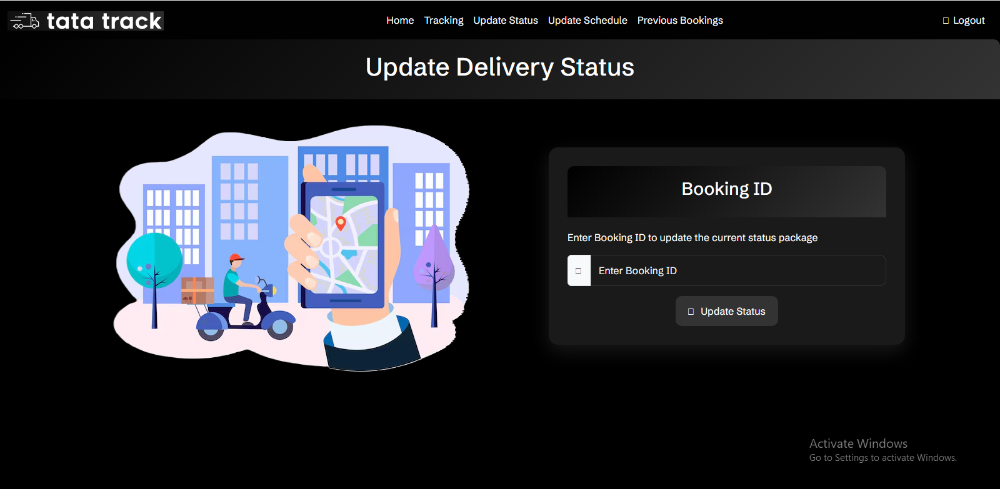 tata track
Home Tracking Update Status Update Schedule Previous Bookings
Logout
Update Delivery Status
Booking ID
Enter Booking ID to update the current status package
Enter Booking ID
Update Status
Activate Windows
Go to Settings to activate Windows.